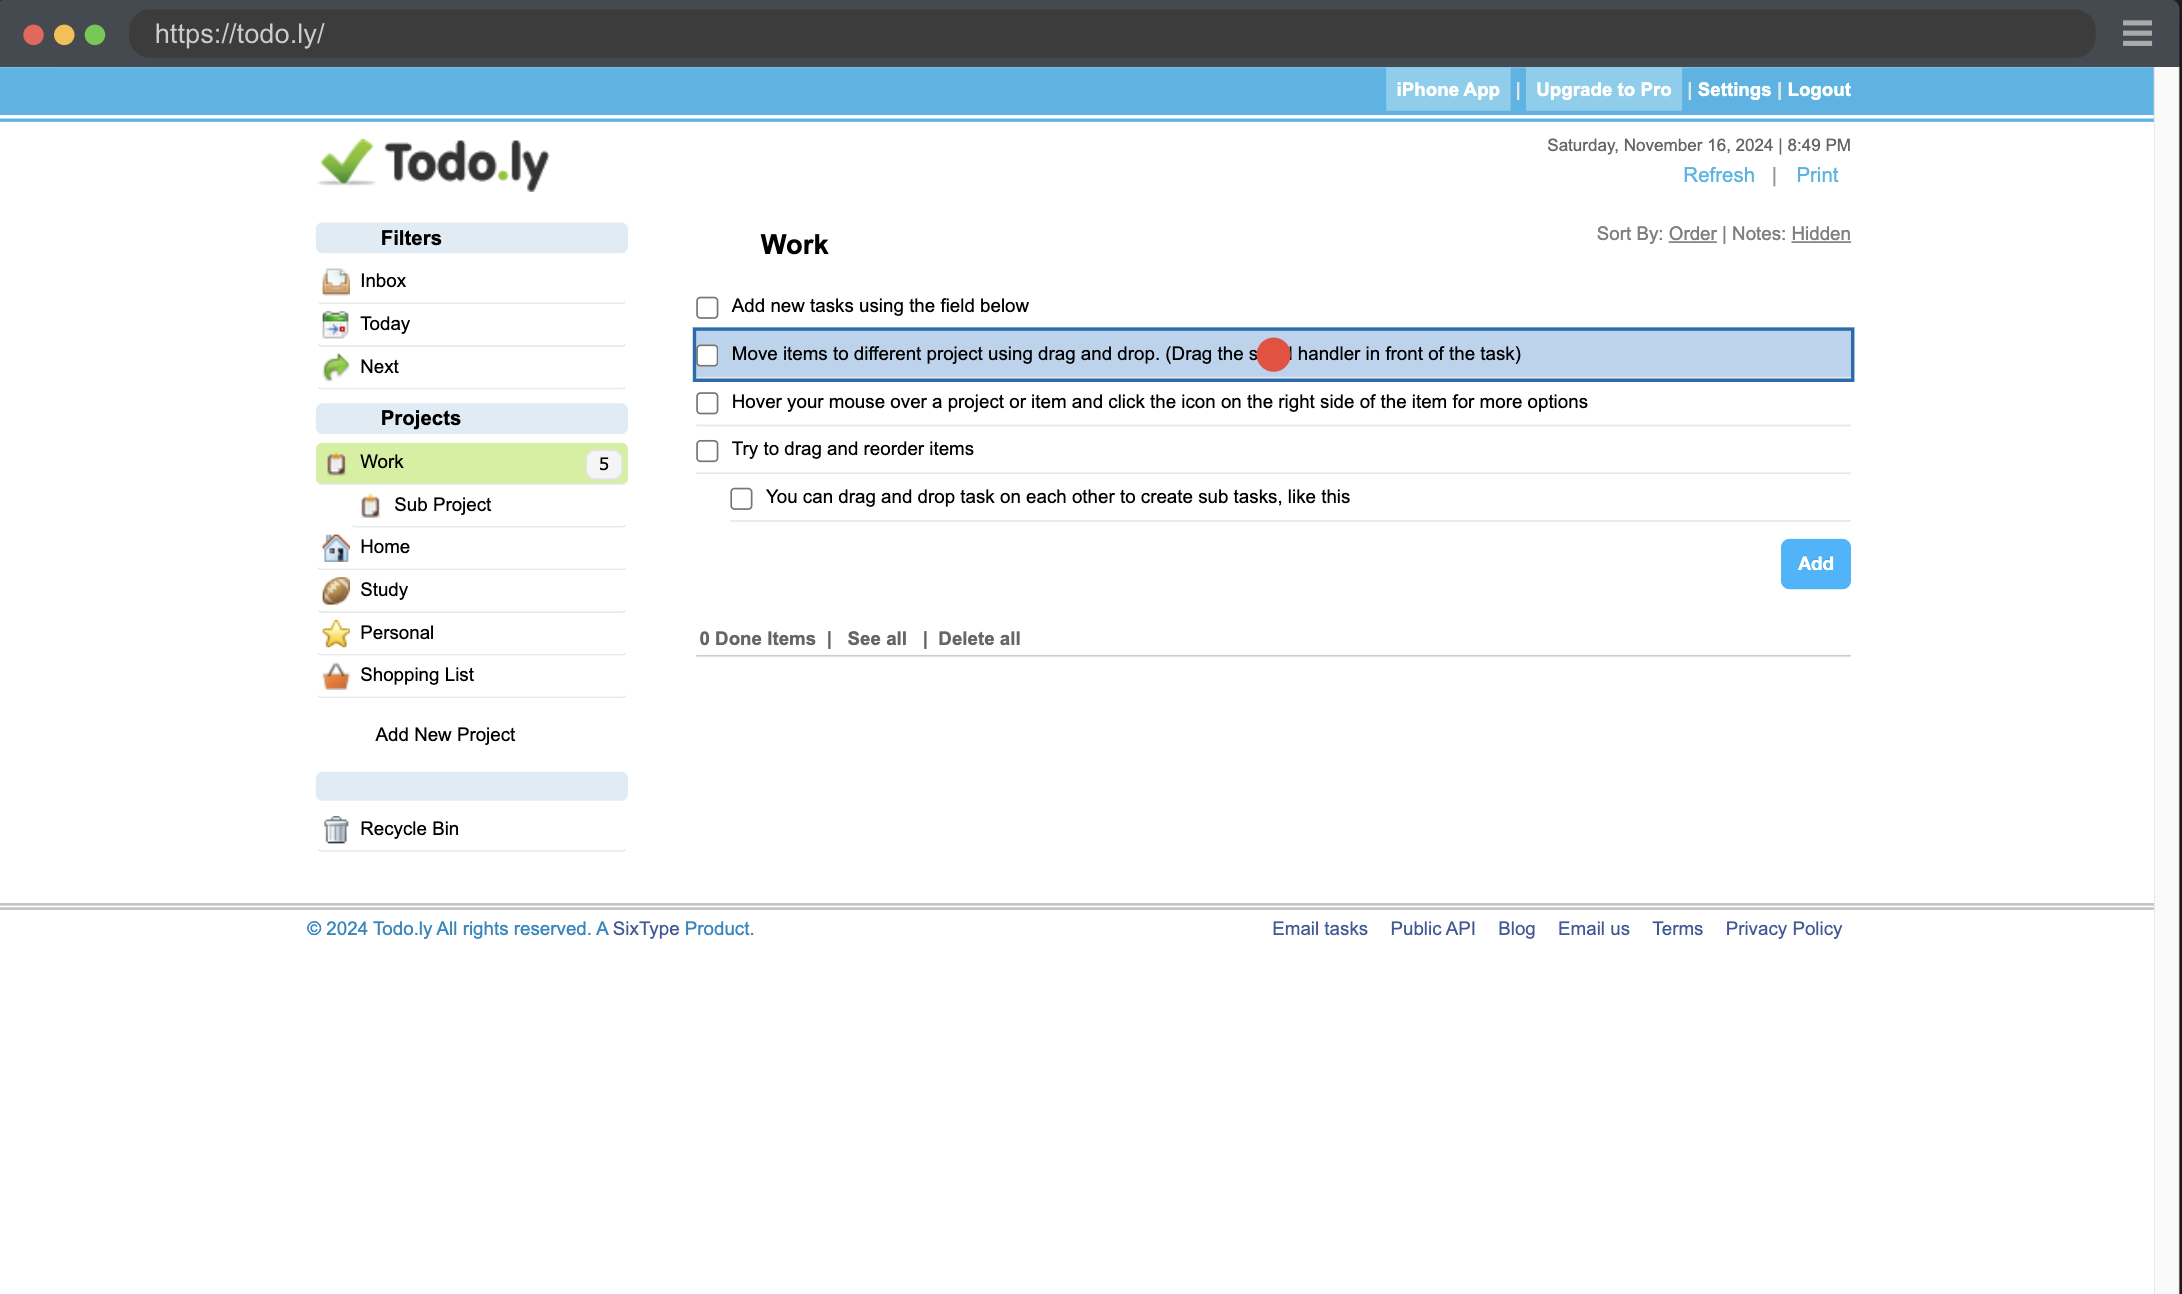 https://todo.ly/
iPhone App | Upgrade to Pro | Settings | Logout
Todo.ly
Saturday, November 16, 2024 | 8:49 PM
Refresh | Print
Filters
Inbox
Today
Next
Projects
Work 5
Sub Project
Home
Study
Personal
Shopping List
Add New Project
Recycle Bin
Work
Sort By: Order | Notes: Hidden
Add new tasks using the field below
Move items to different project using drag and drop. (Drag the handler in front of the task)
Hover your mouse over a project or item and click the icon on the right side of the item for more options
Try to drag and reorder items
You can drag and drop task on each other to create sub tasks, like this
Add
0 Done Items | See all | Delete all
© 2024 Todo.ly All rights reserved. A SixType Product.
Email tasks Public API Blog Email us Terms Privacy Policy